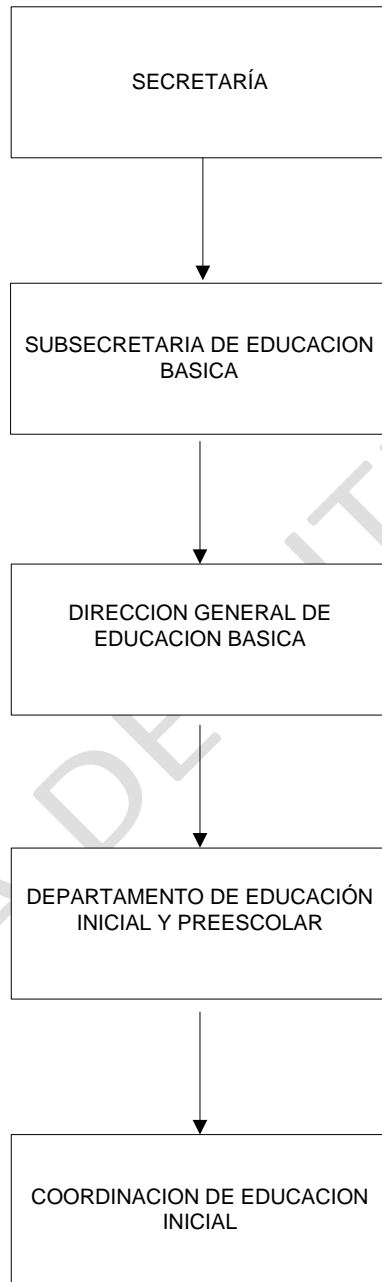 SECRETARÍA
SUBSECRETARIA DE EDUCACION
BASICA
DIRECCION GENERAL DE
EDUCACION BASICA
DEPARTAMENTO DE EDUCACIÓN
INICIAL Y PREESCOLAR
COORDINACION DE EDUCACION
INICIAL